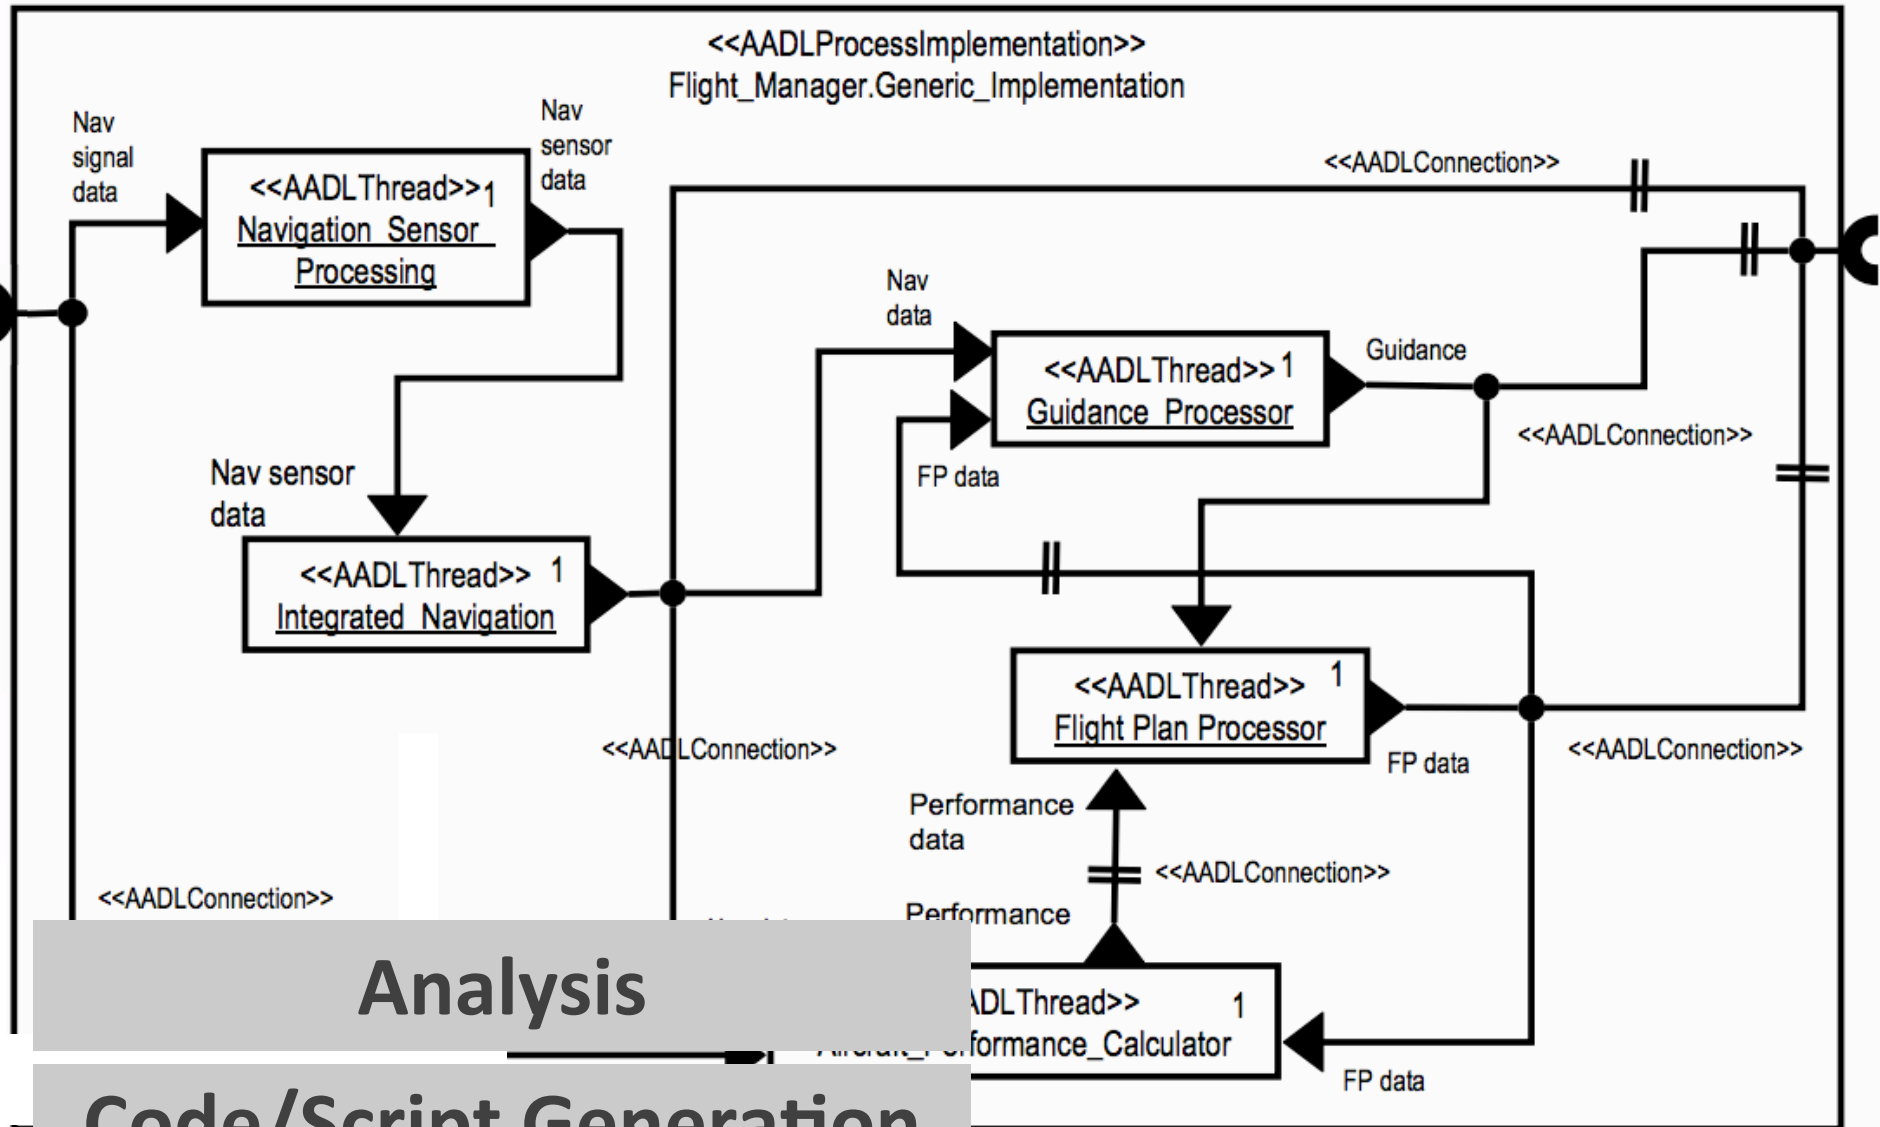 <<AADLProcessImplementation>>
Flight_Manager.Generic_Implementation
Nav
signal
data
<<AADLThread>> 1
Navigation_Sensor_
Processing
Nav
sensor
data
<<AADLConnection>>
Nav
data
<<AADLThread>> 1
Guidance_Processor
Guidance
<<AADLConnection>>
FP data
Nav sensor
data
<<AADLThread>> 1
Integrated_Navigation
<<AADLThread>> 1
Flight Plan Processor
<<AADLConnection>>
FP data
<<AADLConnection>>
Performance
data
<<AADLConnection>>
<<AADLConnection>>
Performance
Analysis
ADLThread>> 1
Aircraft_Performance_Calculator
FP data
Code/Script Generation